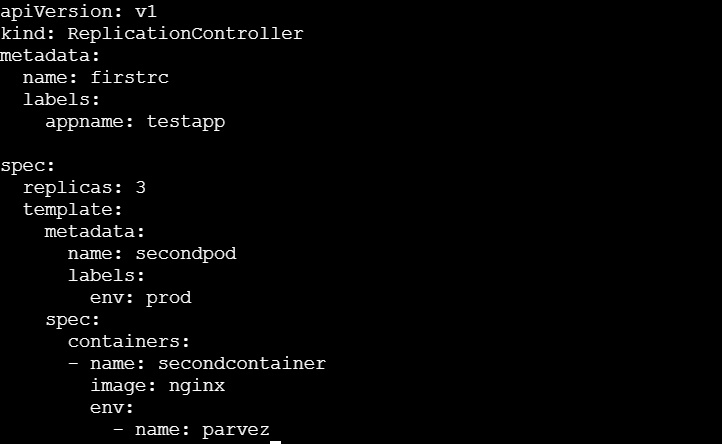 apiVersion: v1
kind: ReplicationController
metadata:
  name: firstrc
  labels:
    appname: testapp

spec:
  replicas: 3
  template:
    metadata:
      name: secondpod
      labels:
        env: prod
    spec:
      containers:
      - name: secondcontainer
        image: nginx
        env:
          - name: parvez